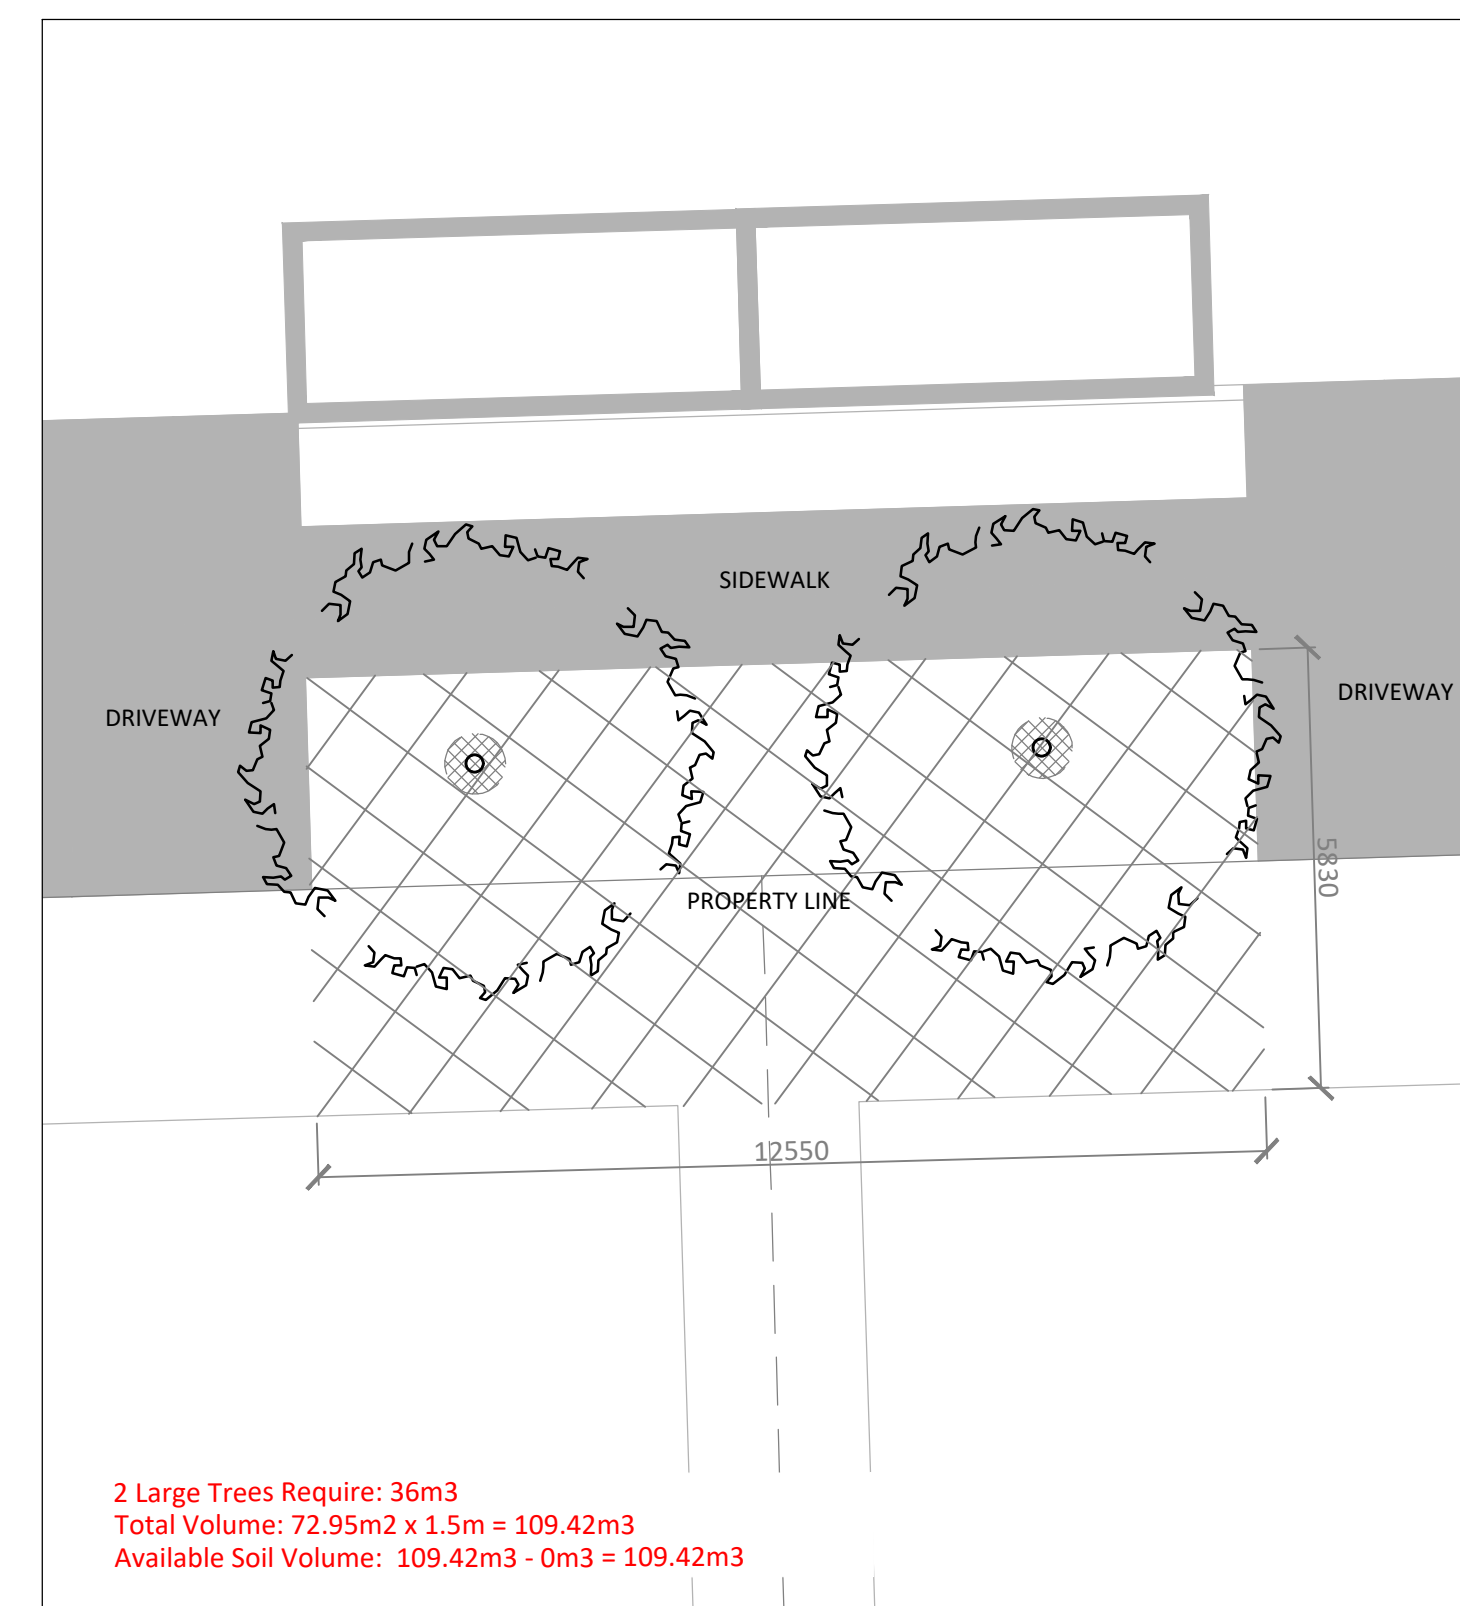 SIDEWALK
DRIVEWAY
DRIVEWAY
5830
PROPERTY LINE
12550
2 Large Trees Require: 36m3
Total Volume: 72.95m2 x 1.5m = 109.42m3
Available Soil Volume:  109.42m3 - 0m3 = 109.42m3